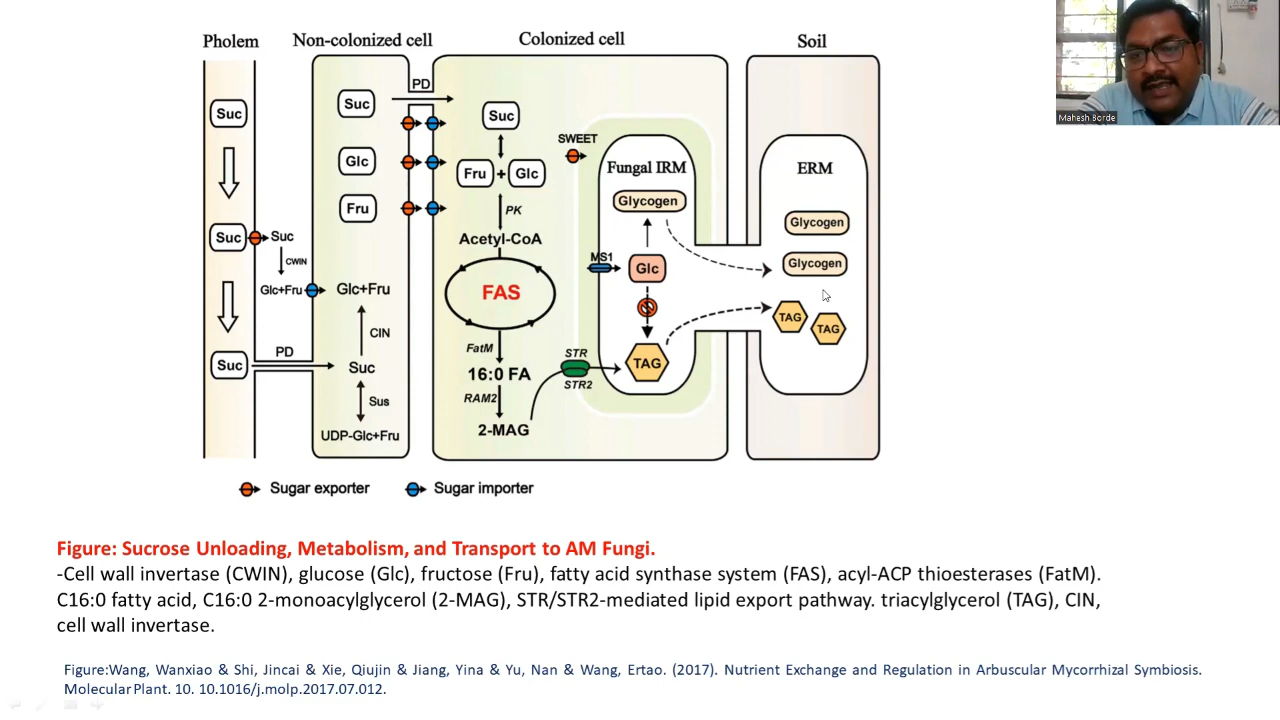 Pholem
Non-colonized cell
Colonized cell
Soil
Mahesh Borde
PD
Suc
Suc
Suc
SWEET
Glc
Fru + Glc
Fungal IRM
ERM
Fru
PK
Glycogen
Glycogen
Suc
Suc
Acetyl-CoA
CWIN
MS1
Glc
Glycogen
Glc+Fru
Glc+Fru
FAS
TAG
TAG
CIN
FatM
STR
TAG
PD
Suc
Suc
16:0 FA
STR2
RAM2
Sus
2-MAG
UDP-Glc+Fru
Sugar exporter
Sugar importer
Figure: Sucrose Unloading, Metabolism, and Transport to AM Fungi.
-Cell wall invertase (CWIN), glucose (Glc), fructose (Fru), fatty acid synthase system (FAS), acyl-ACP thioesterases (FatM).
C16:0 fatty acid, C16:0 2-monoacylglycerol (2-MAG), STR/STR2-mediated lipid export pathway. triacylglycerol (TAG), CIN,
cell wall invertase.
Figure:Wang, Wanxiao & Shi, Jincai & Xie, Qiujin & Jiang, Yina & Yu, Nan & Wang, Ertao. (2017). Nutrient Exchange and Regulation in Arbuscular Mycorrhizal Symbiosis.
Molecular Plant. 10. 10.1016/j.molp.2017.07.012.